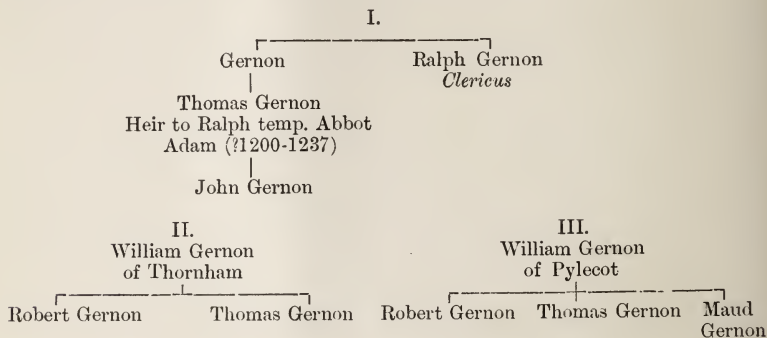 I.
Gernon Ralph Gernon
Clericus
Thomas Gernon
Heir to Ralph temp. Abbot
Adam (?1200-1237)
John Gernon
II.
William Gernon
of Thornham
Robert Gernon Thomas Gernon
III.
William Gernon
of Pylecot
Robert Gernon Thomas Gernon Maud
Gernon